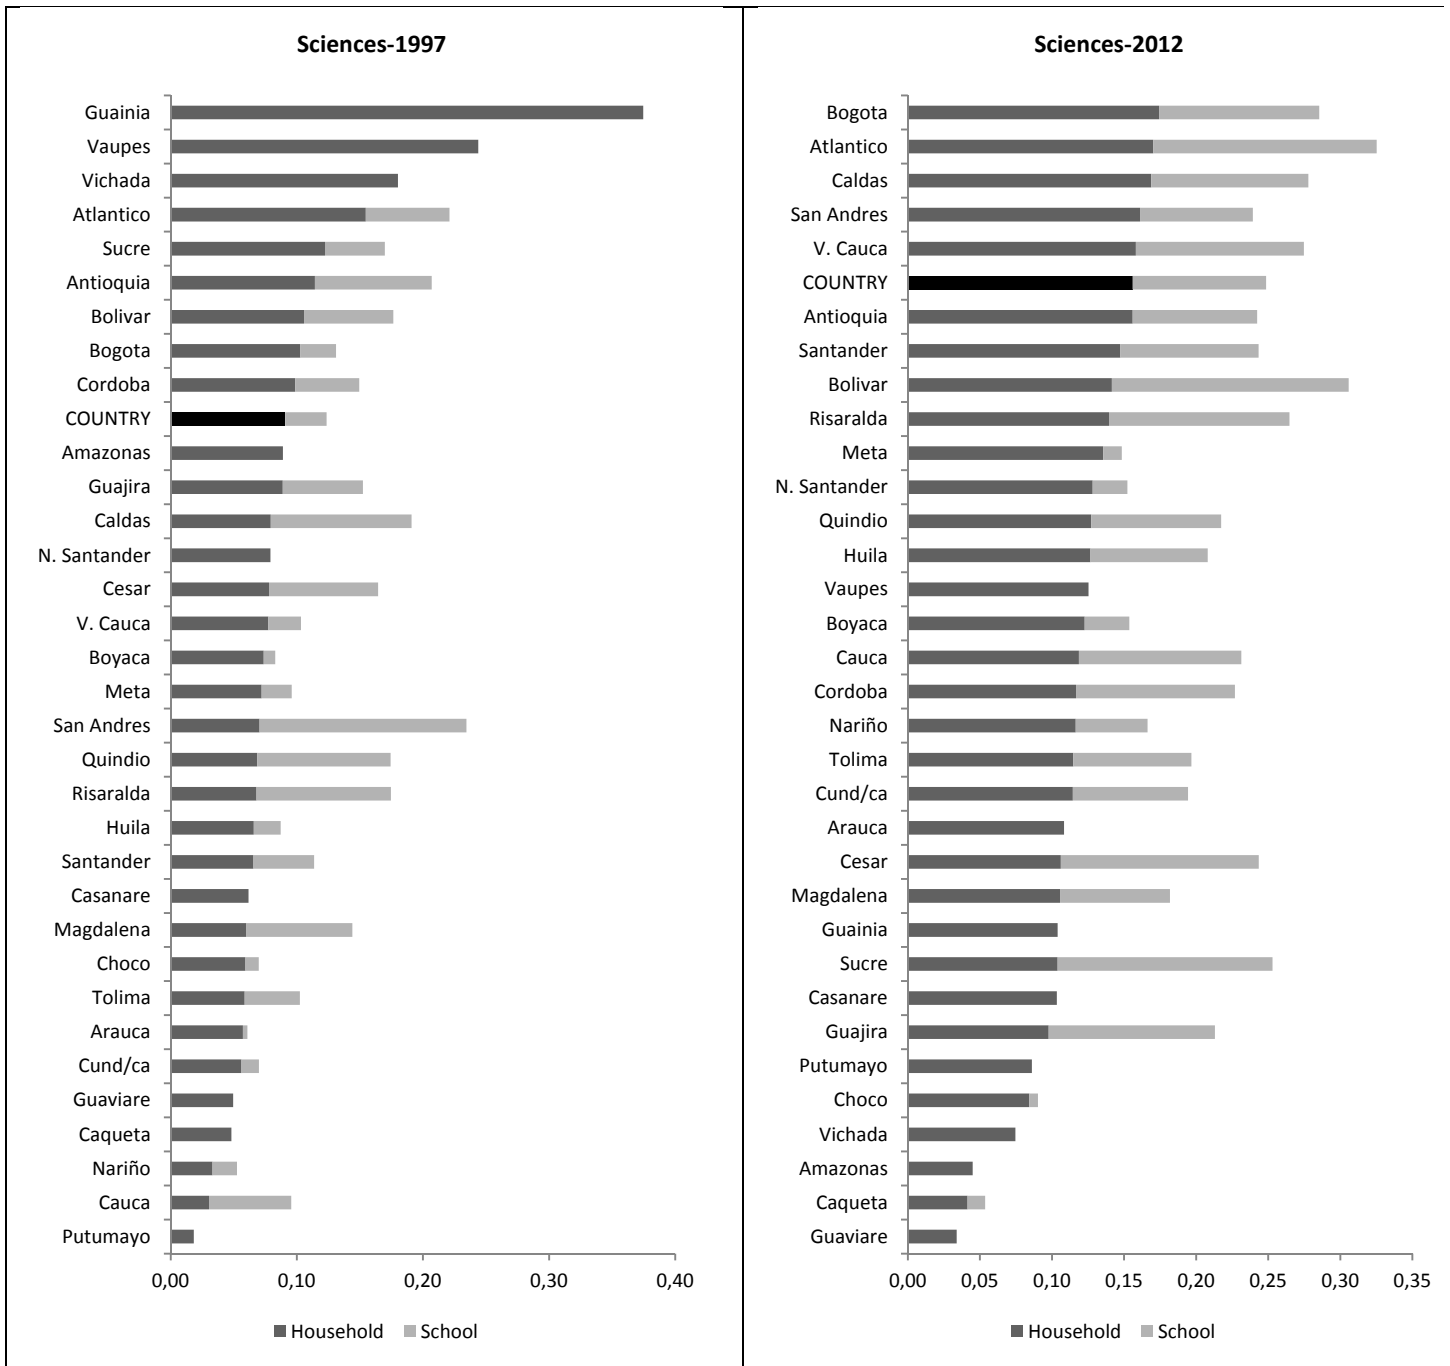 Sciences-1997
Guainia
Vaupes
Vichada
Atlantico
Sucre
Antioquia
Bolivar
Bogota
Cordoba
COUNTRY
Amazonas
Guajira
Caldas
N. Santander
Cesar
V. Cauca
Boyaca
Meta
San Andres
Quindio
Risaralda
Huila
Santander
Casanare
Magdalena
Choco
Tolima
Arauca
Cund/ca
Guaviare
Caqueta
Nariño
Cauca
Putumayo
0,00 0,10 0,20 0,30 0,40
Household School
Sciences-2012
Bogota
Atlantico
Caldas
San Andres
V. Cauca
COUNTRY
Antioquia
Santander
Bolivar
Risaralda
Meta
N. Santander
Quindio
Huila
Vaupes
Boyaca
Cauca
Cordoba
Nariño
Tolima
Cund/ca
Arauca
Cesar
Magdalena
Guainia
Sucre
Casanare
Guajira
Putumayo
Choco
Vichada
Amazonas
Caqueta
Guaviare
0,00 0,05 0,10 0,15 0,20 0,25 0,30 0,35
Household School